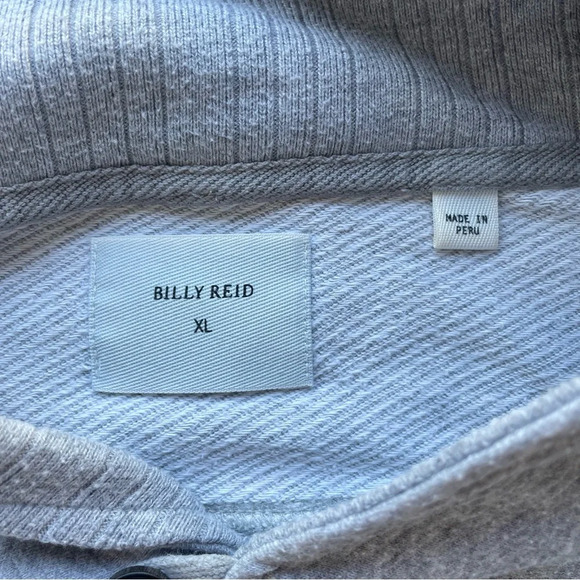 BILLY REID
XL
MADE IN
PERU